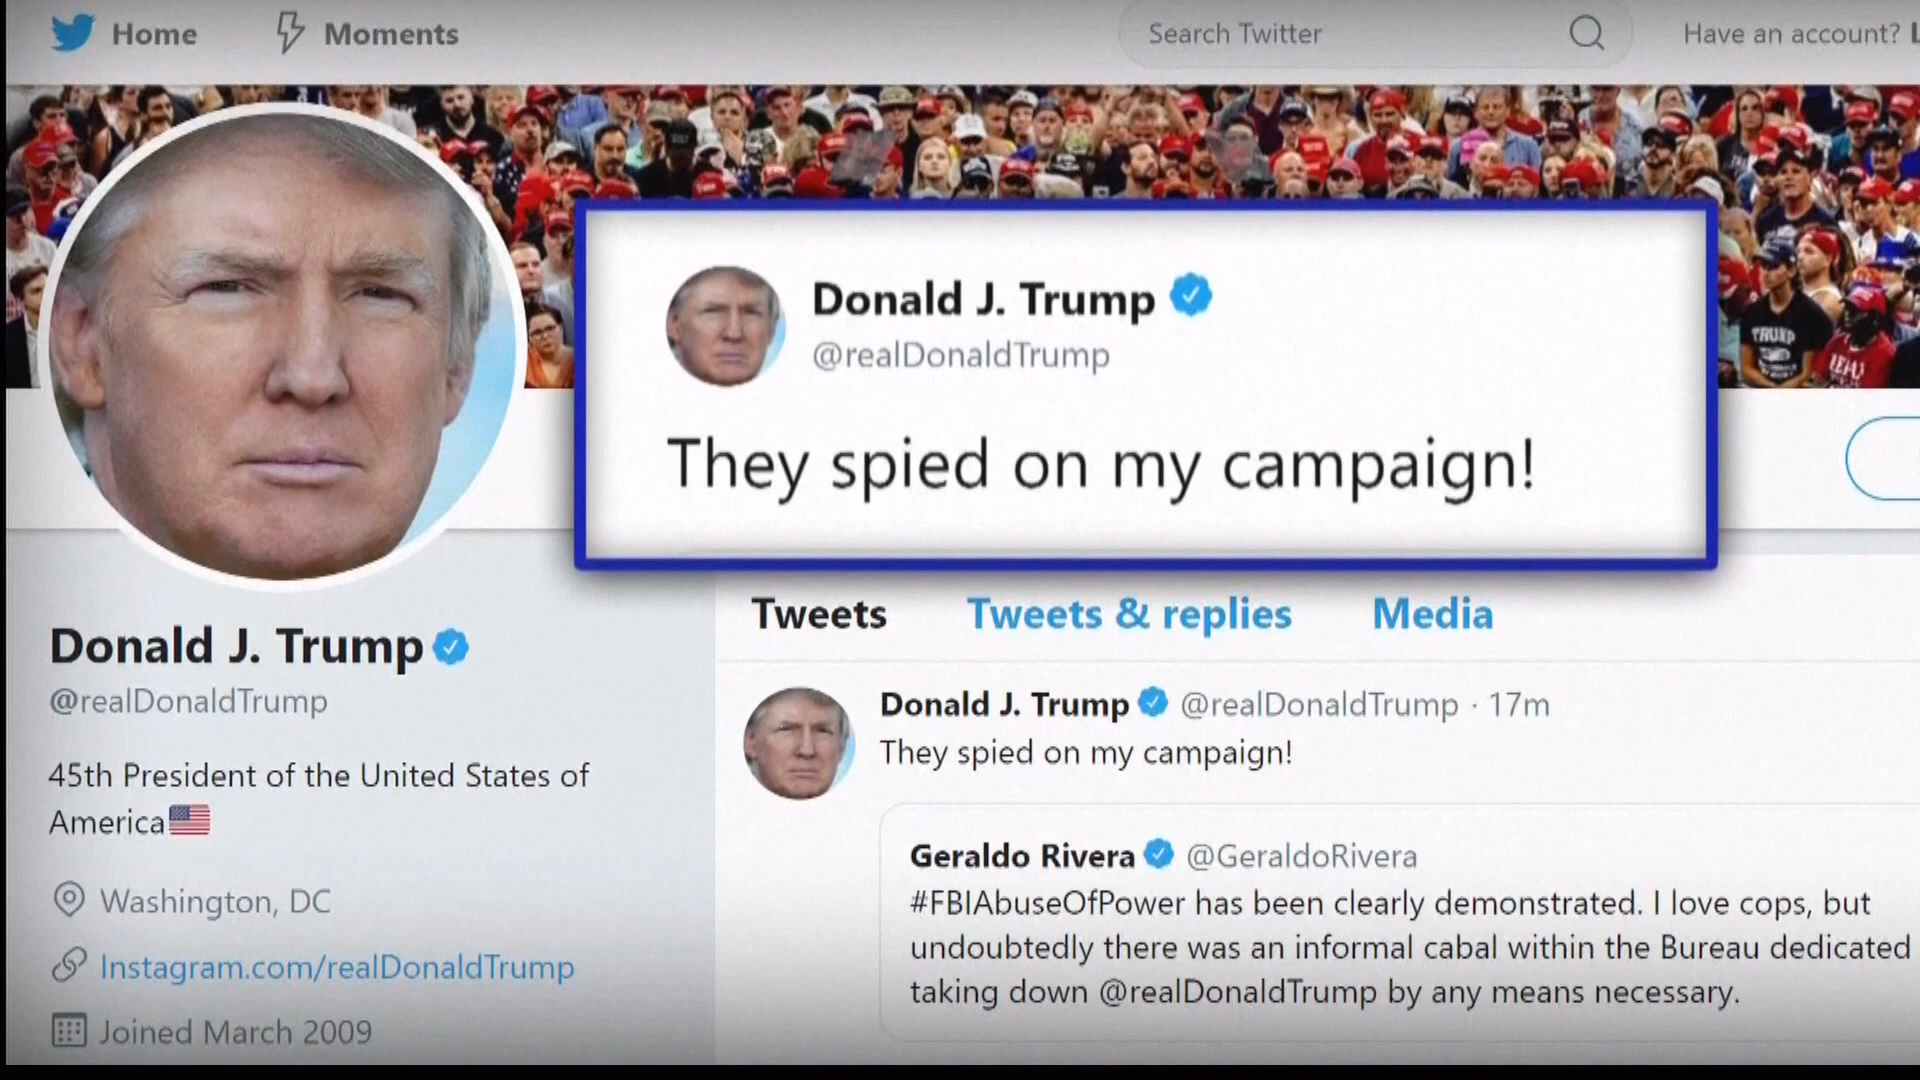 Home
Moments
Search Twitter
Have an account?
Donald J. Trump
@realDonaldTrump
They spied on my campaign!
TRUMP
Donald J. Trump
@realDonaldTrump
45th President of the United States of
America🇺🇸
Washington, DC
Instagram.com/realDonaldTrump
Joined March 2009
Tweets
Tweets & replies
Media
Donald J. Trump @realDonaldTrump · 17m
They spied on my campaign!
Geraldo Rivera @GeraldoRivera
#FBIAbuseOfPower has been clearly demonstrated. I love cops, but
undoubtedly there was an informal cabal within the Bureau dedicated
taking down @realDonaldTrump by any means necessary.